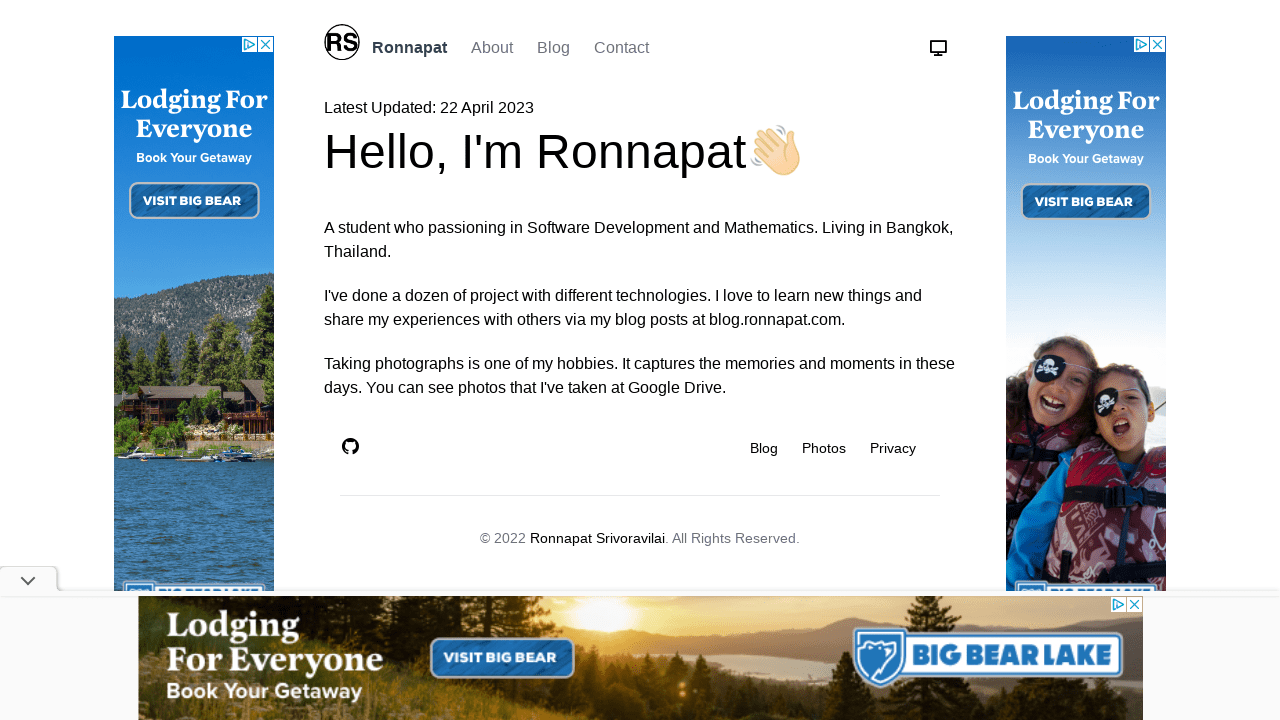 RS
Ronnapat About Blog Contact
Latest Updated: 22 April 2023
Hello, I'm Ronnapat
A student who passioning in Software Development and Mathematics. Living in Bangkok,
Thailand.
I've done a dozen of project with different technologies. I love to learn new things and
share my experiences with others via my blog posts at blog.ronnapat.com.
Taking photographs is one of my hobbies. It captures the memories and moments in these
days. You can see photos that I've taken at Google Drive.
Blog Photos Privacy
© 2022 Ronnapat Srivoravilai. All Rights Reserved.
Lodging For
Everyone
Book Your Getaway
VISIT BIG BEAR
BIG BEAR LAKE
Lodging For
Everyone
Book Your Getaway
VISIT BIG BEAR
BIG BEAR LAKE
Lodging
For Everyone
Book Your Getaway
VISIT BIG BEAR
BIG BEAR LAKE